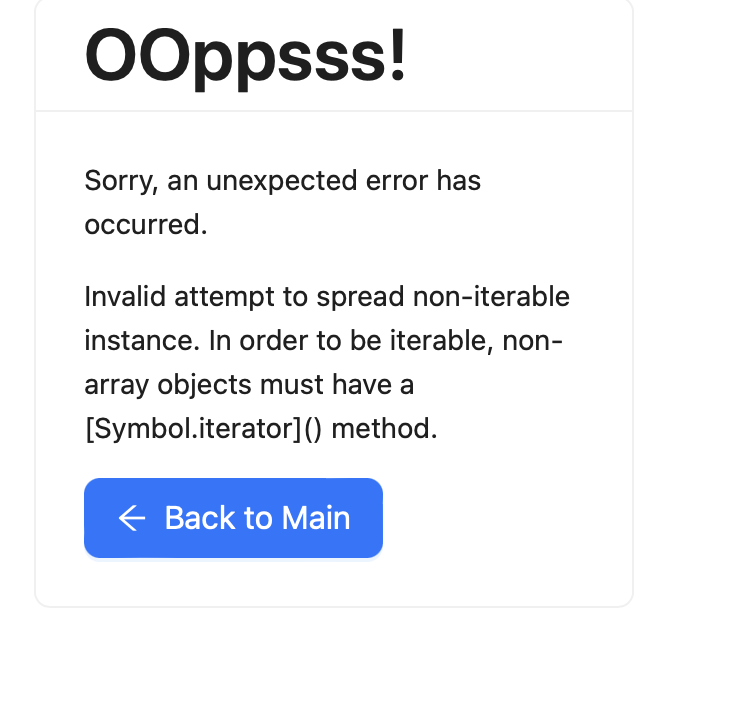 OOppsss!
Sorry, an unexpected error has
occurred.
Invalid attempt to spread non-iterable
instance. In order to be iterable, non-
array objects must have a
[Symbol.iterator]() method.
Back to Main